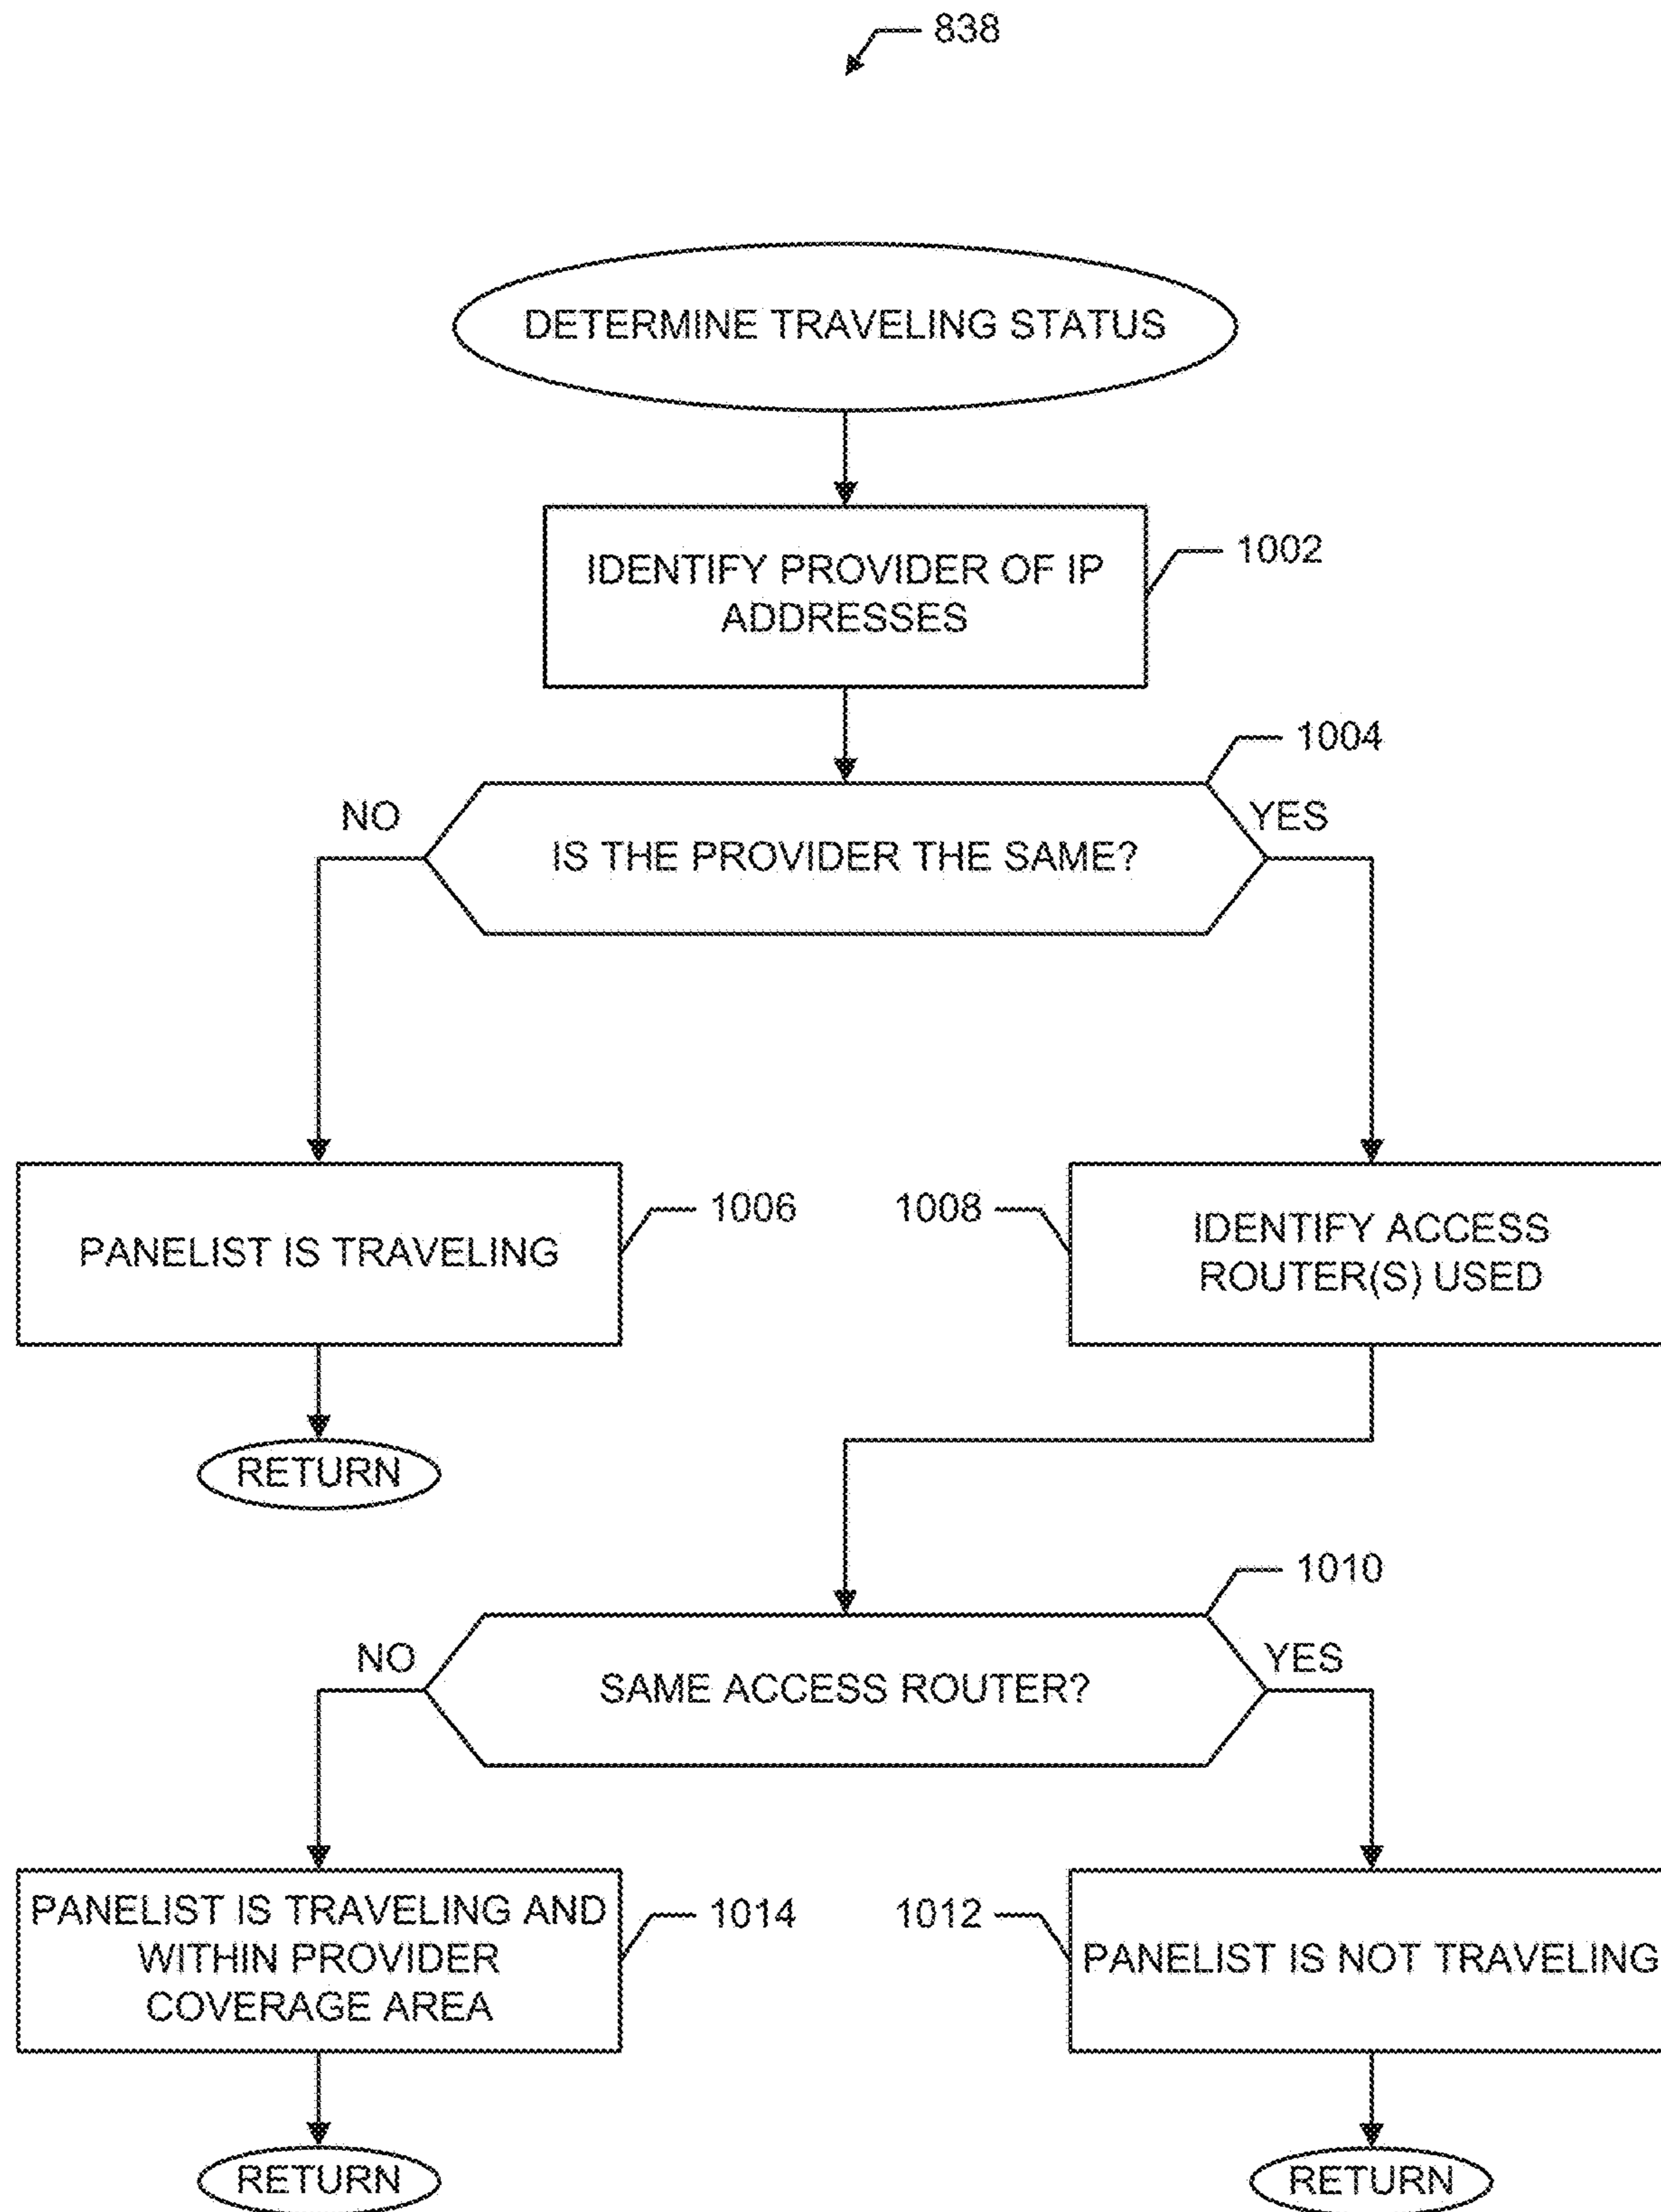 838
DETERMINE TRAVELING STATUS
IDENTIFY PROVIDER OF IP
ADDRESSES
1002
1004
NO
YES
IS THE PROVIDER THE SAME?
PANELIST IS TRAVELING
1006
1008
IDENTIFY ACCESS
ROUTER(S) USED
RETURN
1010
NO
YES
SAME ACCESS ROUTER?
PANELIST IS TRAVELING AND
WITHIN PROVIDER
COVERAGE AREA
1014
1012
PANELIST IS NOT TRAVELING
RETURN
RETURN